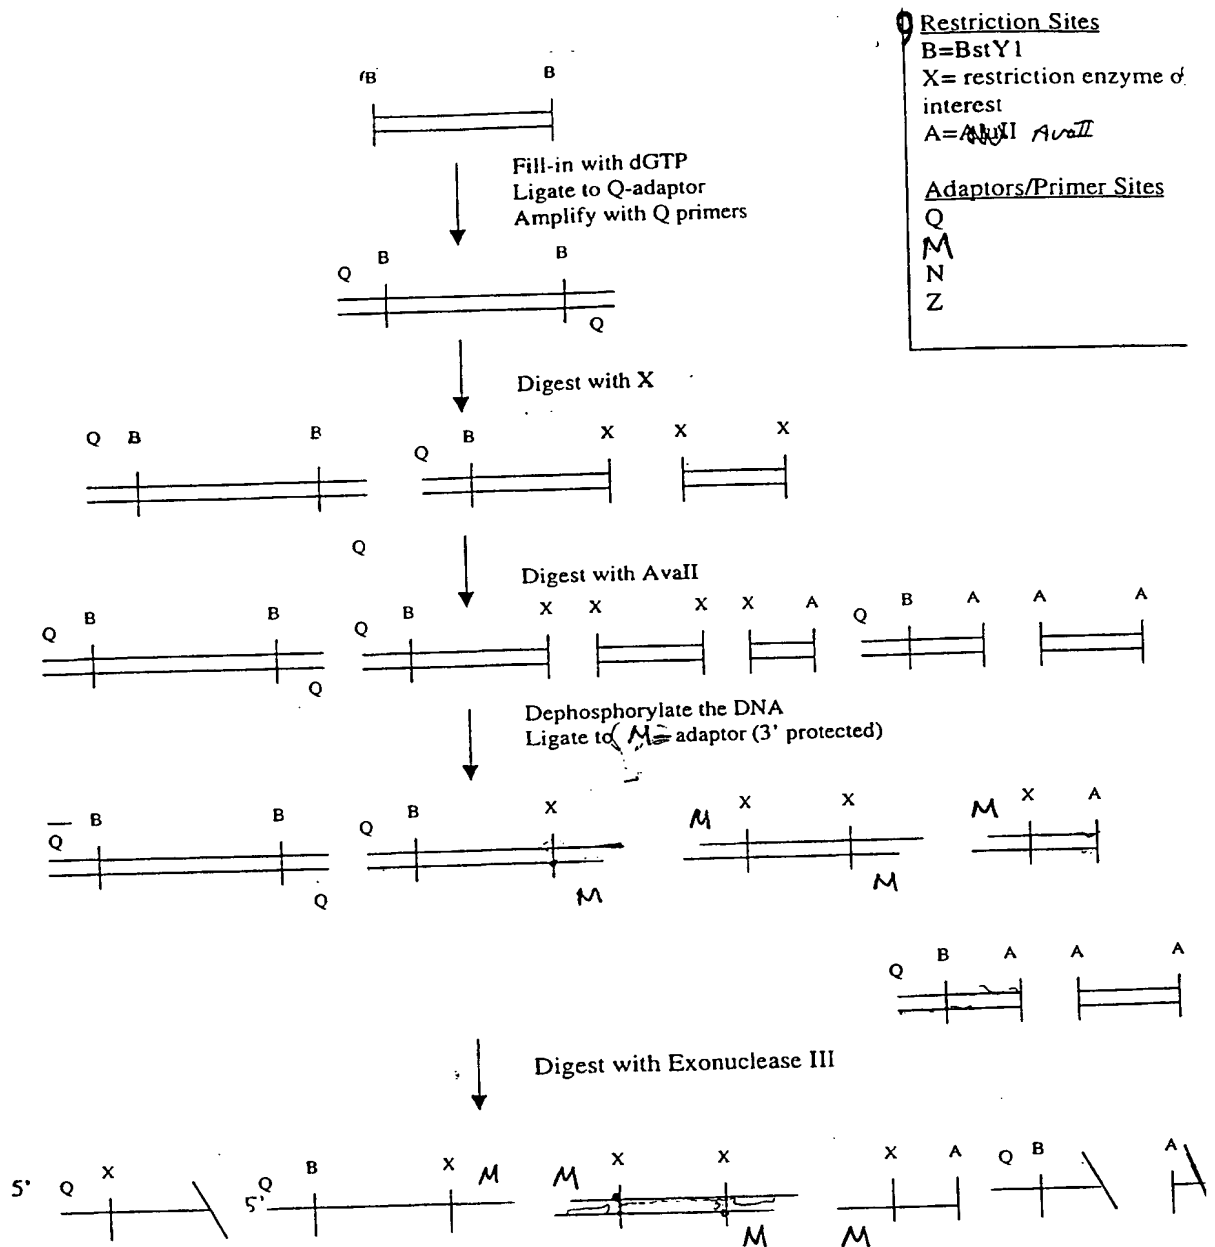 Restriction Sites
B=BstY1
X= restriction enzyme o
interest
A= AvaII
Adaptors/Primer Sites
Q
M
N
Z
B B
Fill-in with dGTP
Ligate to Q-adaptor
Amplify with Q primers
Q B B
Q
Digest with X
Q B B Q B X X X
Q
Digest with AvaII
Q B B Q B X X X X A Q B A A A
Q
Dephosphorylate the DNA
Ligate to M= adaptor (3' protected)
Q B B Q B X M X X M X A
Q M M
Q B A A A
Digest with Exonuclease III
5' Q X 5' Q B X M M X X X A Q B A
M M